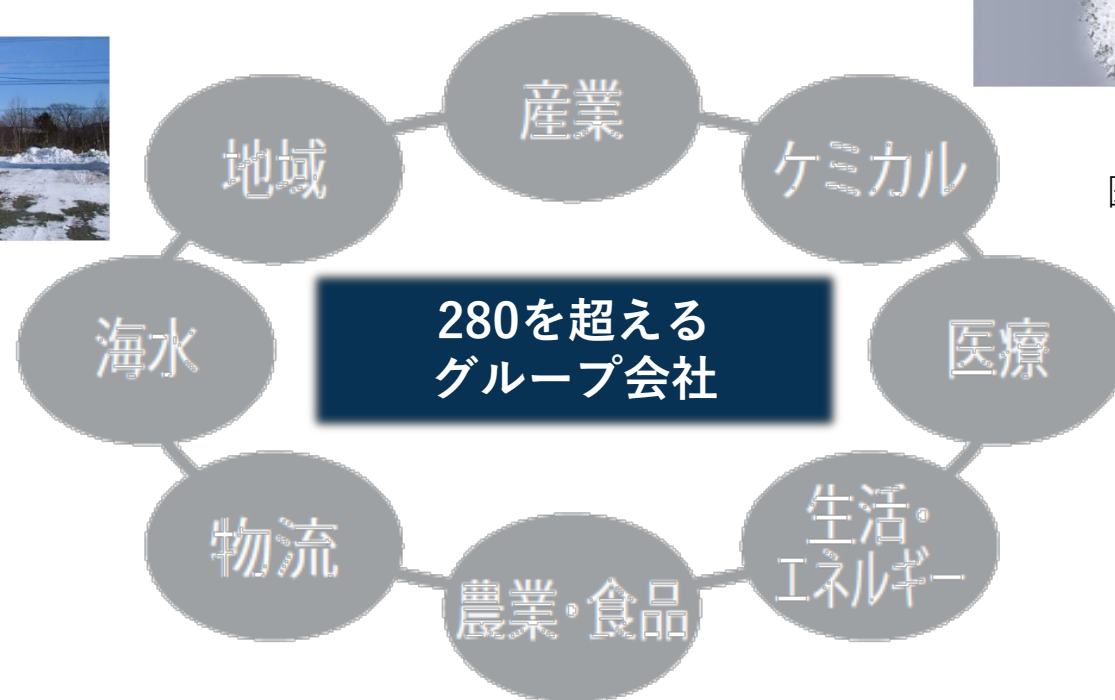 産業
地域
ケミカル
海水
280を超える
グループ会社
医療
物流
農業・食品
生活・
エネルギー